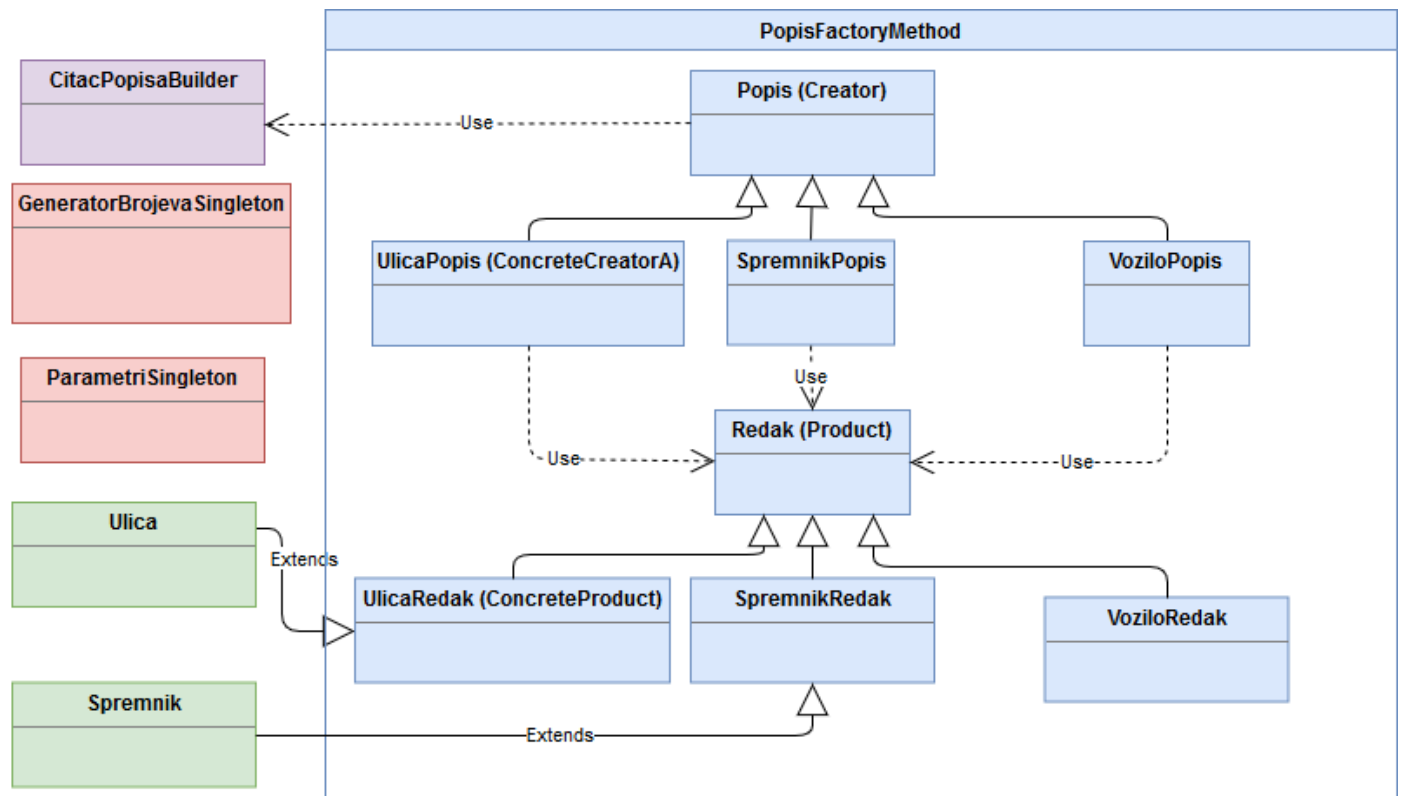 PopisFactoryMethod
CitacPopisaBuilder
Popis (Creator)
Use
GeneratorBrojevaSingleton
UlicaPopis (ConcreteCreatorA)
SpremnikPopis
VoziloPopis
ParametriSingleton
Use
Redak (Product)
Use
Use
Ulica
Extends
UlicaRedak (ConcreteProduct)
SpremnikRedak
VoziloRedak
Spremnik
Extends